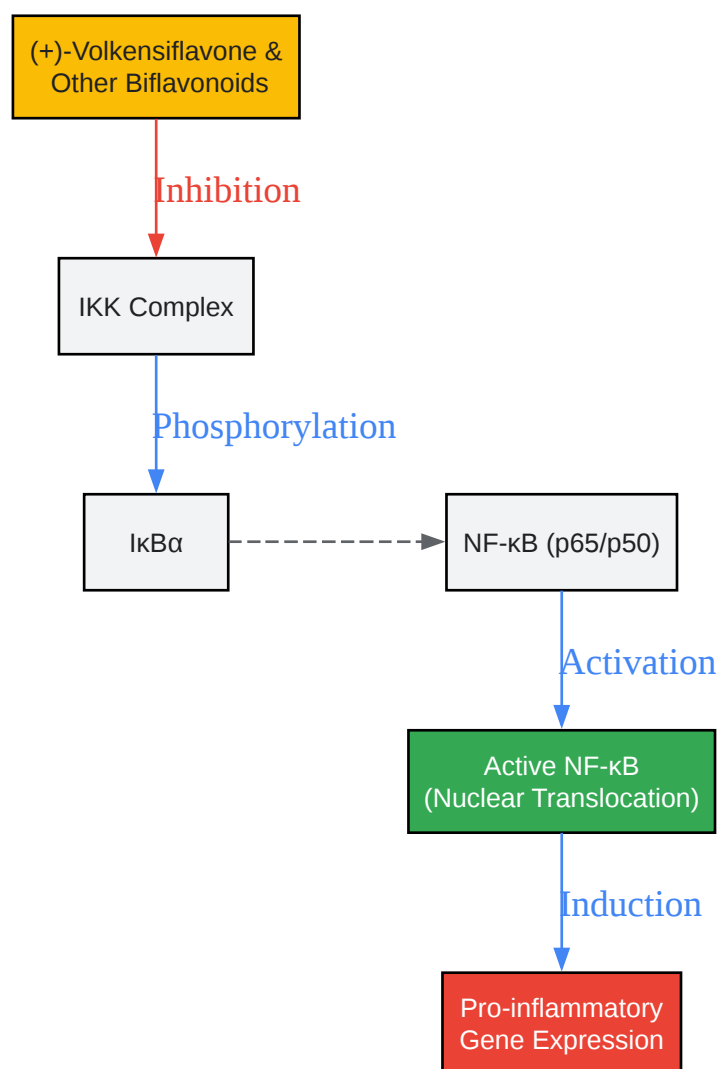 (+)-Volkensiflavone &
Other Biflavonoids
Inhibition
IKK Complex
Phosphorylation
IκBα
NF-κB (p65/p50)
Activation
Active NF-κB
(Nuclear Translocation)
Induction
Pro-inflammatory
Gene Expression